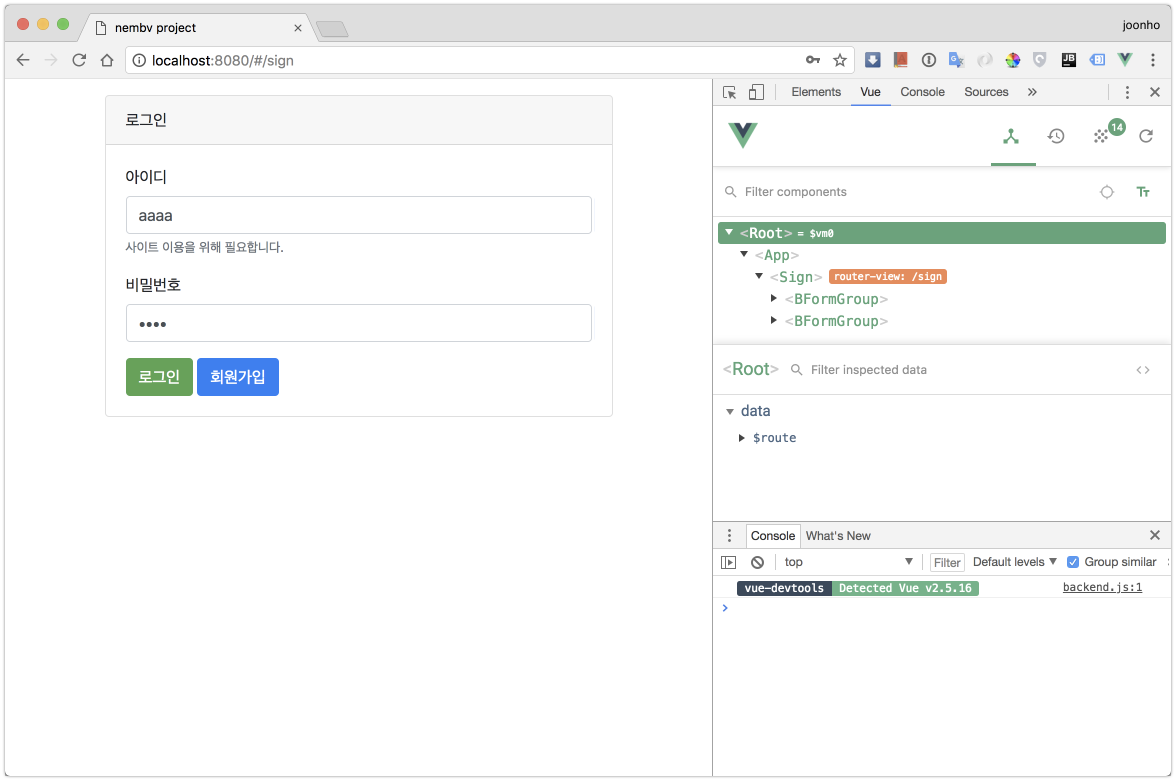 nembv project
joonho
localhost:8080/#/sign
JB
로그인
아이디
aaaa
사이트 이용을 위해 필요합니다.
비밀번호
••••
로그인 회원가입
Elements Vue Console Sources »
14
Filter components
<Root> = $vm0
<App>
<Sign> router-view: /sign
<BFormGroup>
<BFormGroup>
<Root> Filter inspected data
data
$route
Console What's New
top Filter Default levels Group similar
vue-devtools Detected Vue v2.5.16 backend.js:1